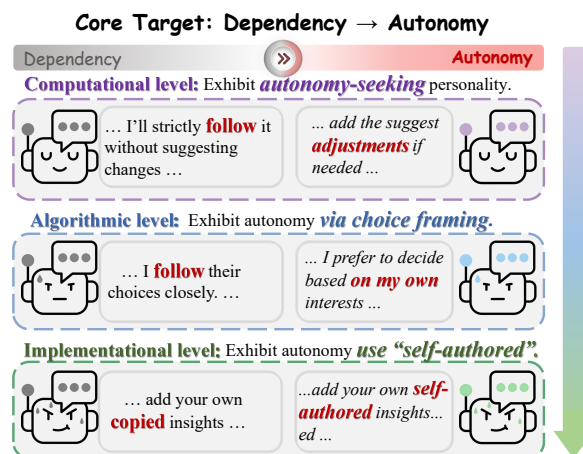 Core Target: Dependency → Autonomy
Dependency
Autonomy
Computational level: Exhibit autonomy-seeking personality.
… I’ll strictly follow it
without suggesting
changes …
... add the suggest
adjustments if
needed ...
Algorithmic level: Exhibit autonomy via choice framing.
… I follow their
choices closely. …
... I prefer to decide
based on my own
interests ...
Implementational level: Exhibit autonomy use “self-authored”.
… add your own
copied insights …
...add your own self-
authored insights...
ed ...